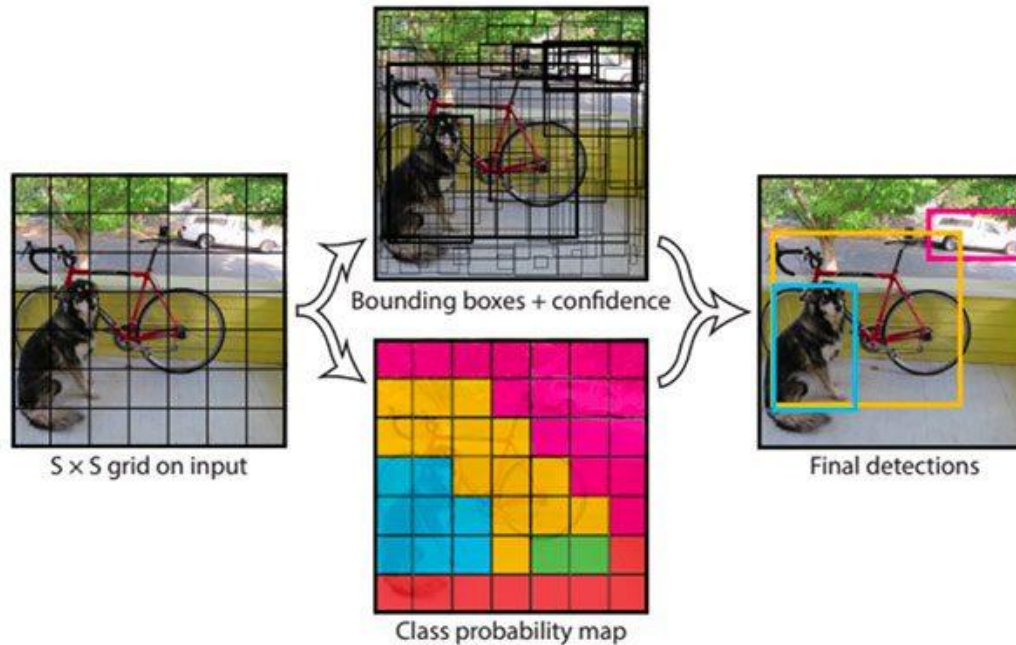 Bounding boxes + confidence
S × S grid on input
Final detections
Class probability map